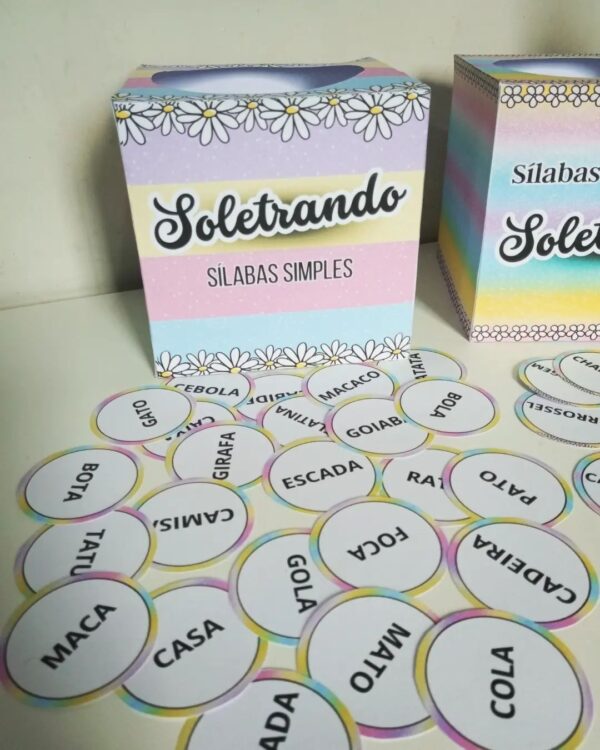 Soletrando
SÍLABAS SIMPLES
Sílabas
CEBOLA
MACACO
GATO
BOLA
GOIABA
GIRAFA
ESCADA
BOTA
PATO
FOCA
TATU
GOLA
CADEIRA
MACA
CASA
MATO
COLA